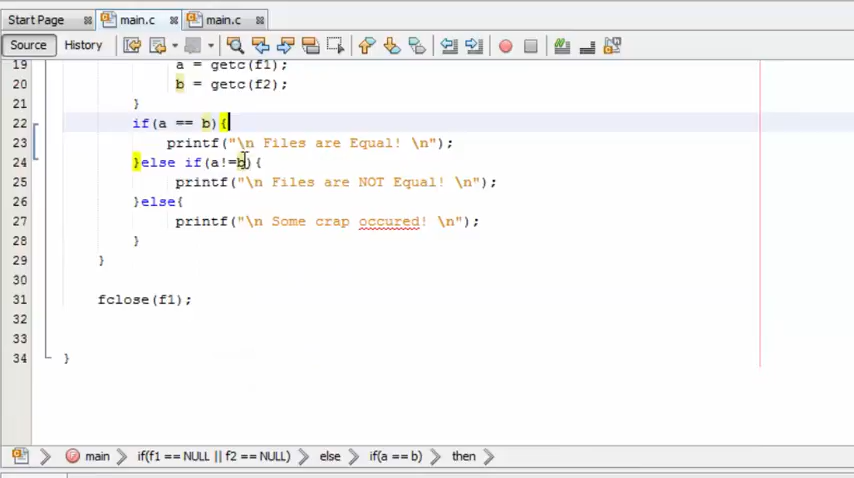 Start Page main.c main.c
Source History
19 a = getc(f1);
20 b = getc(f2);
21 }
22 if(a == b){
23 printf("\n Files are Equal! \n");
24 }else if(a!=b){
25 printf("\n Files are NOT Equal! \n");
26 }else{
27 printf("\n Some crap occured! \n");
28 }
29 }
30
31 fclose(f1);
32
33
34 }
main if(f1 == NULL || f2 == NULL) else if(a == b) then